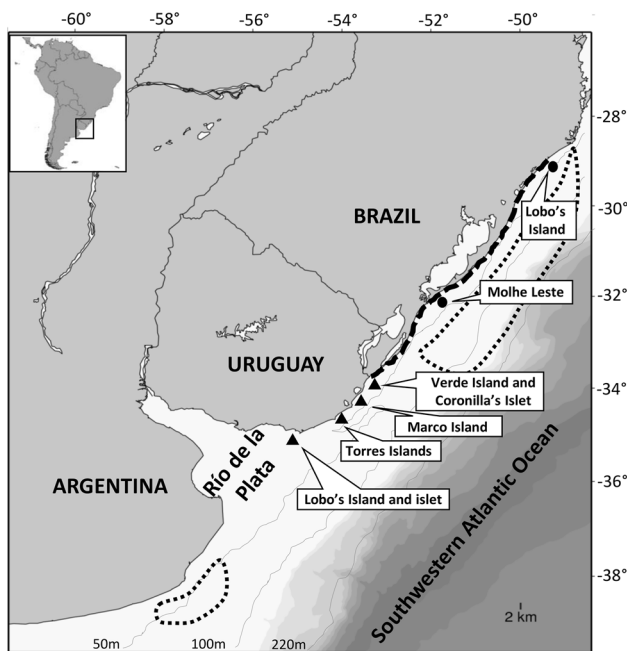 -60° -58° -56° -54° -52° -50°
-28°
BRAZIL
Lobo's
Island
-30°
Molhe Leste
-32°
URUGUAY
Verde Island and
Coronilla's Islet
-34°
Marco Island
Torres Islands
Río de la
Plata
ARGENTINA
Lobo's Island and islet
-36°
Southwestern Atlantic Ocean
-38°
2 km
50m 100m 220m